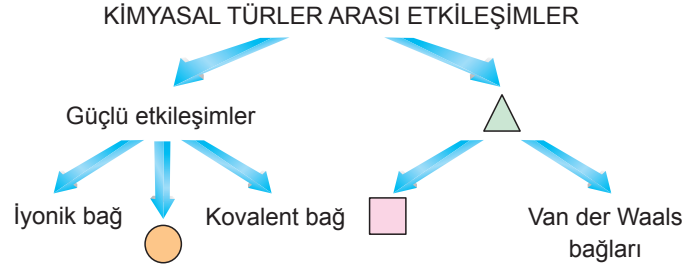 KİMYASAL TÜRLER ARASI ETKİLEŞİMLER
Güçlü etkileşimler
İyonik bağ
Kovalent bağ
Van der Waals
bağları